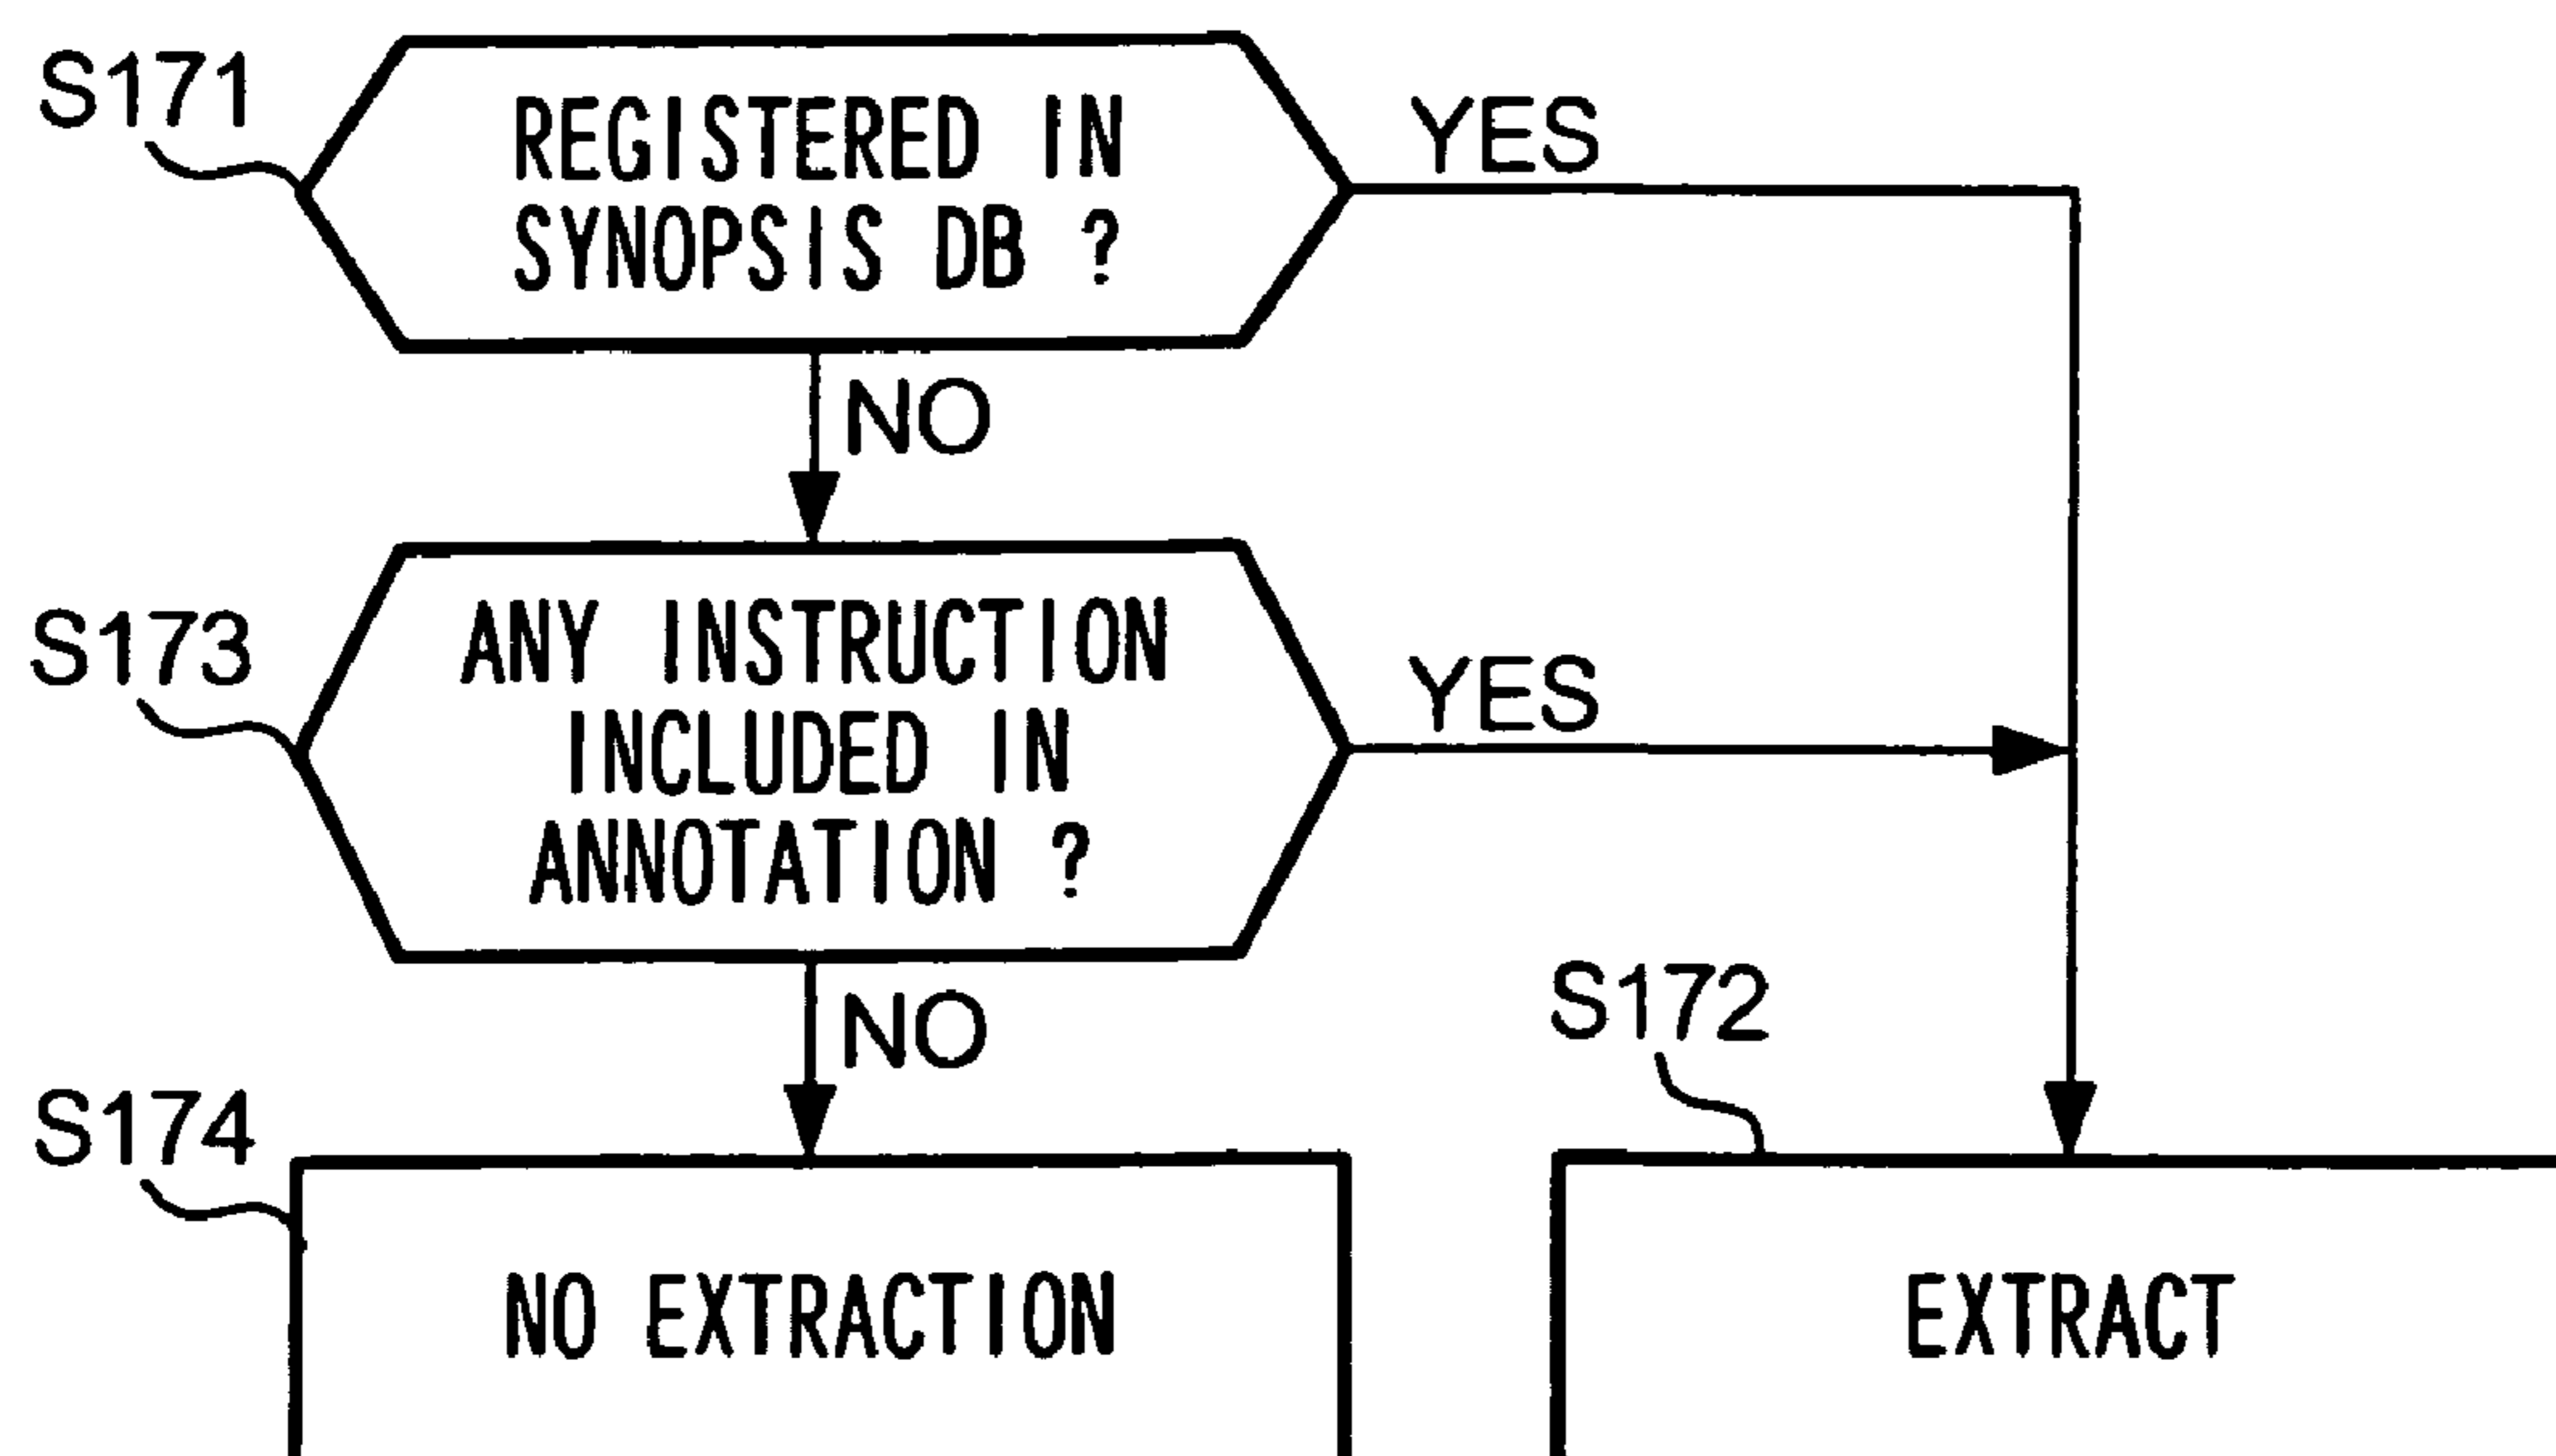 S171
REGISTERED IN
SYNOPSIS DB ?
YES
NO
S173
ANY INSTRUCTION
INCLUDED IN
ANNOTATION ?
YES
NO
S174
NO EXTRACTION
S172
EXTRACT